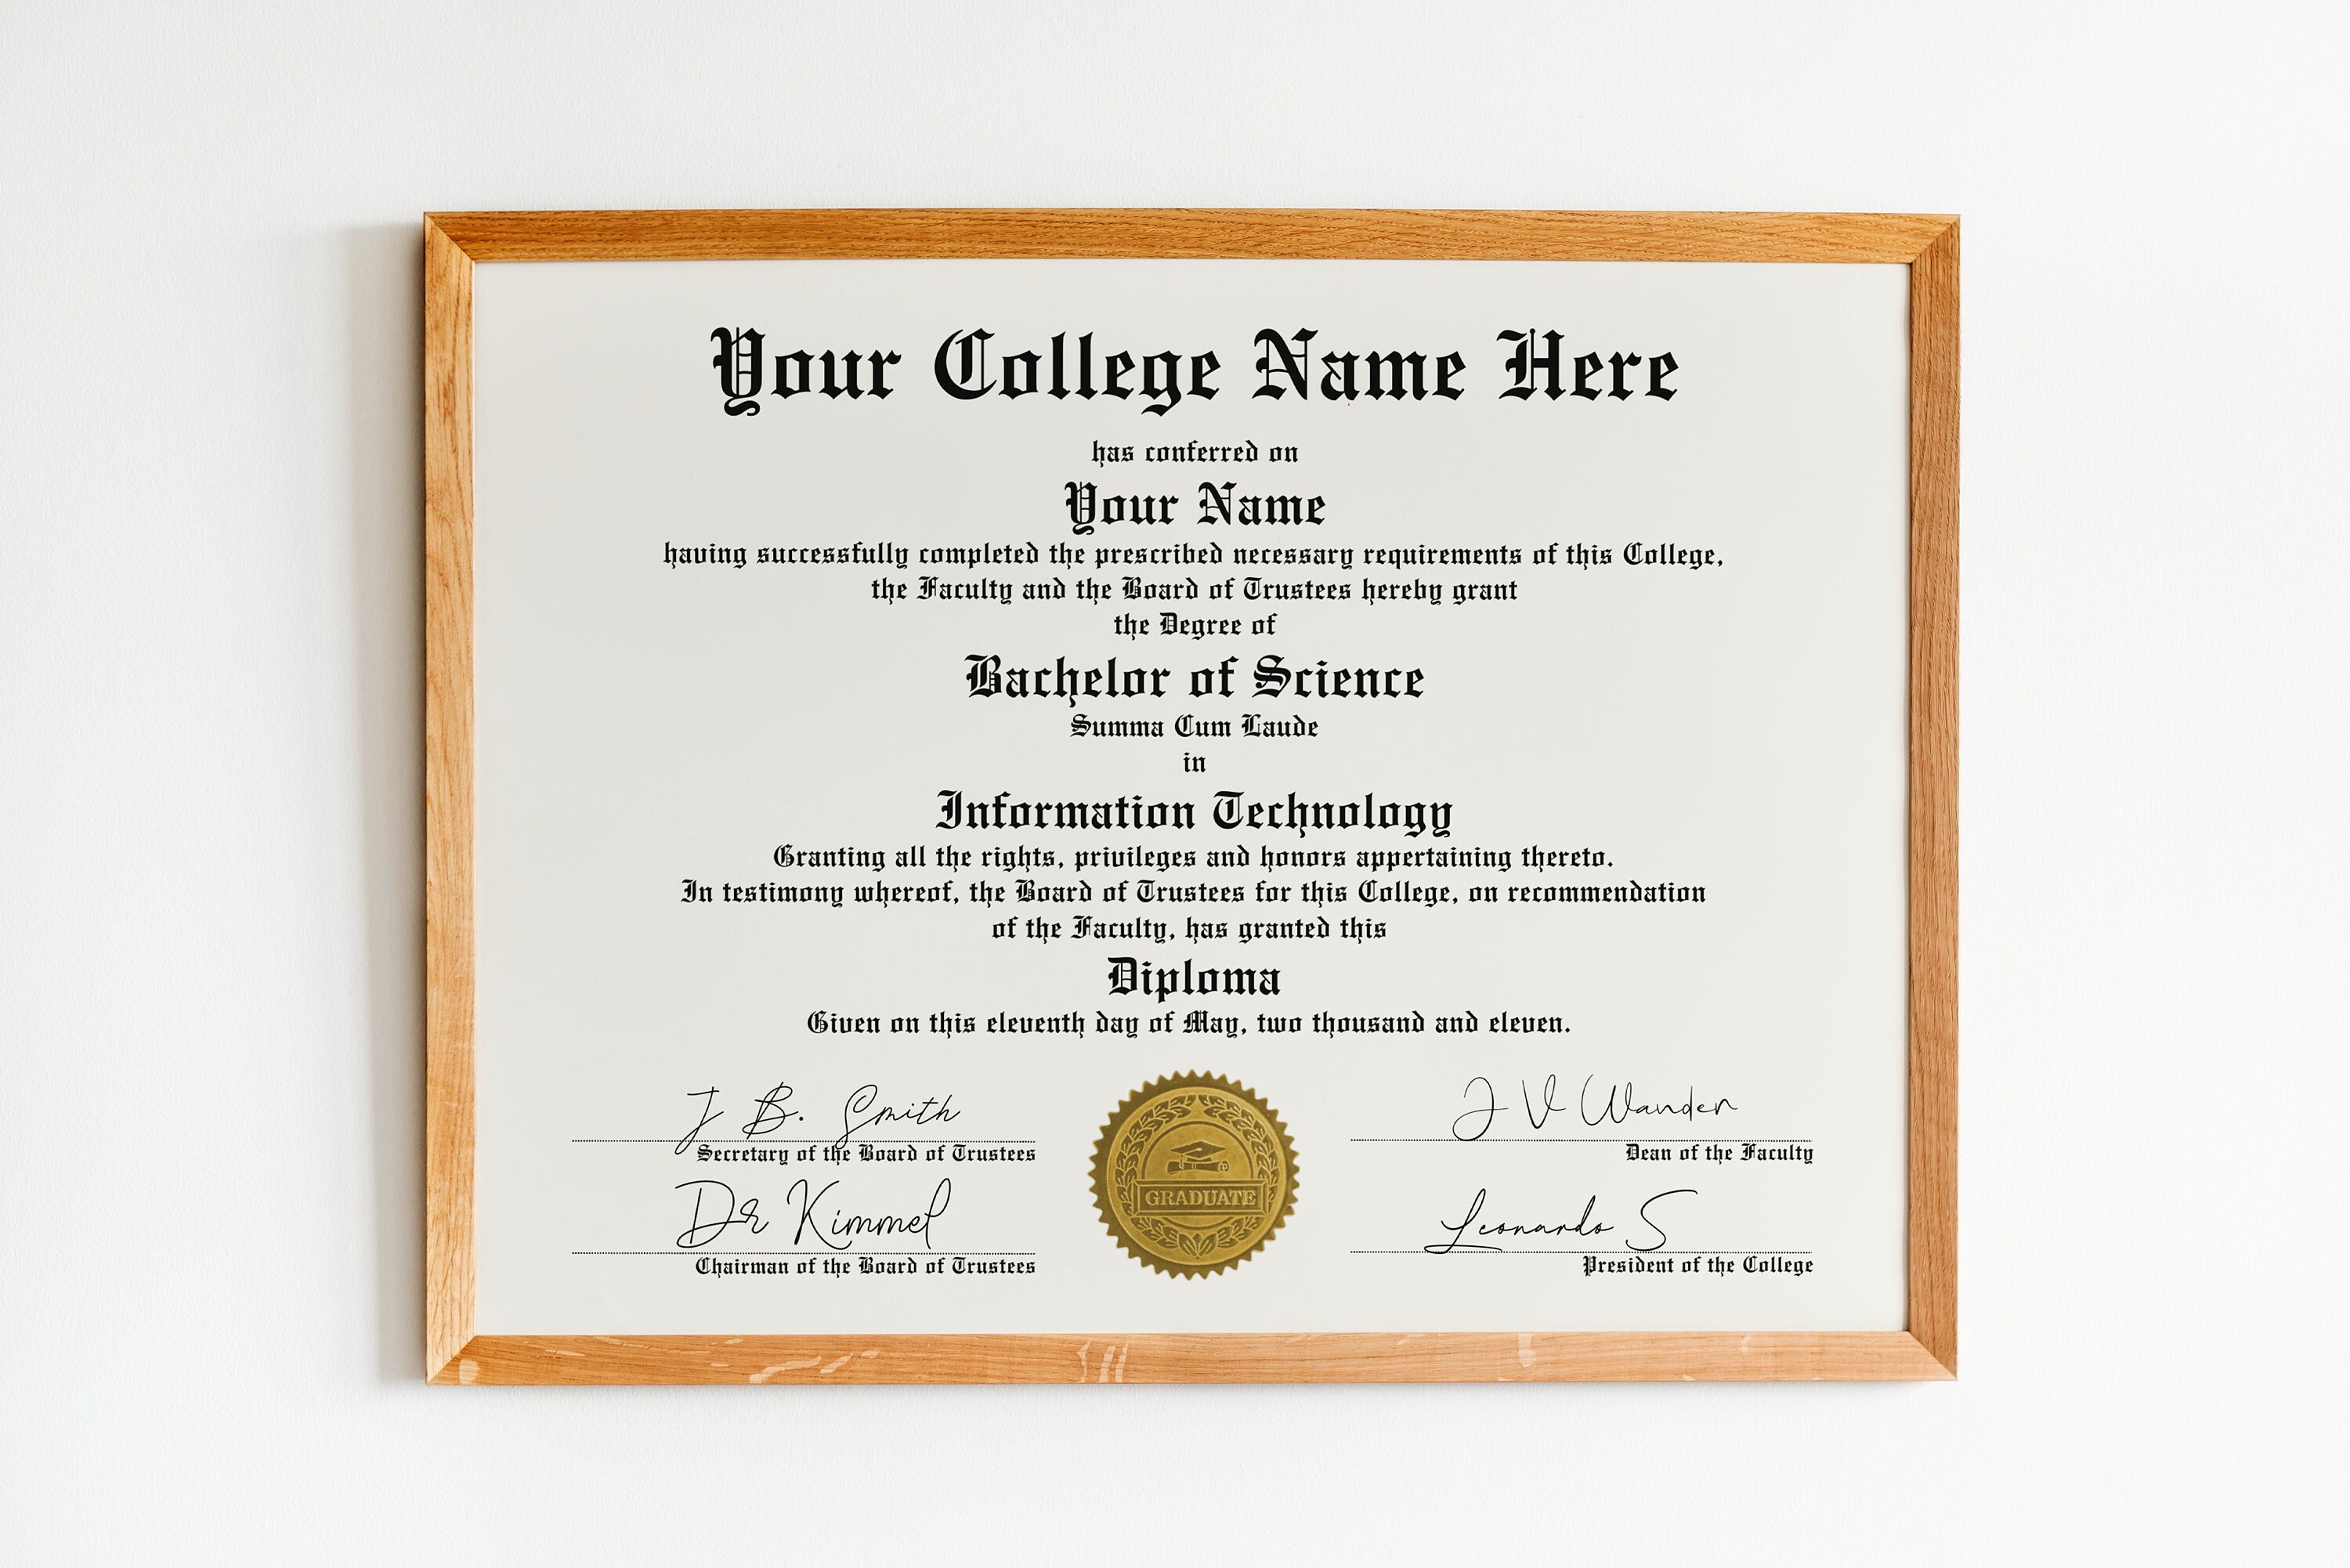 Your College Name Here
has conferred on
Your Name
having successfully completed the prescribed necessary requirements of this College,
the Faculty and the Board of Trustees hereby grant
the Degree of
Bachelor of Science
Summa Cum Laude
in
Information Technology
Granting all the rights, privileges and honors appertaining thereto.
In testimony whereof, the Board of Trustees for this College, on recommendation
of the Faculty, has granted this
Diploma
Given on this eleventh day of May, two thousand and eleven.
J B. Smith
Secretary of the Board of Trustees
Dr Kimmel
Chairman of the Board of Trustees
GRADUATE
J V Wander
Dean of the Faculty
Leonardo S
President of the College